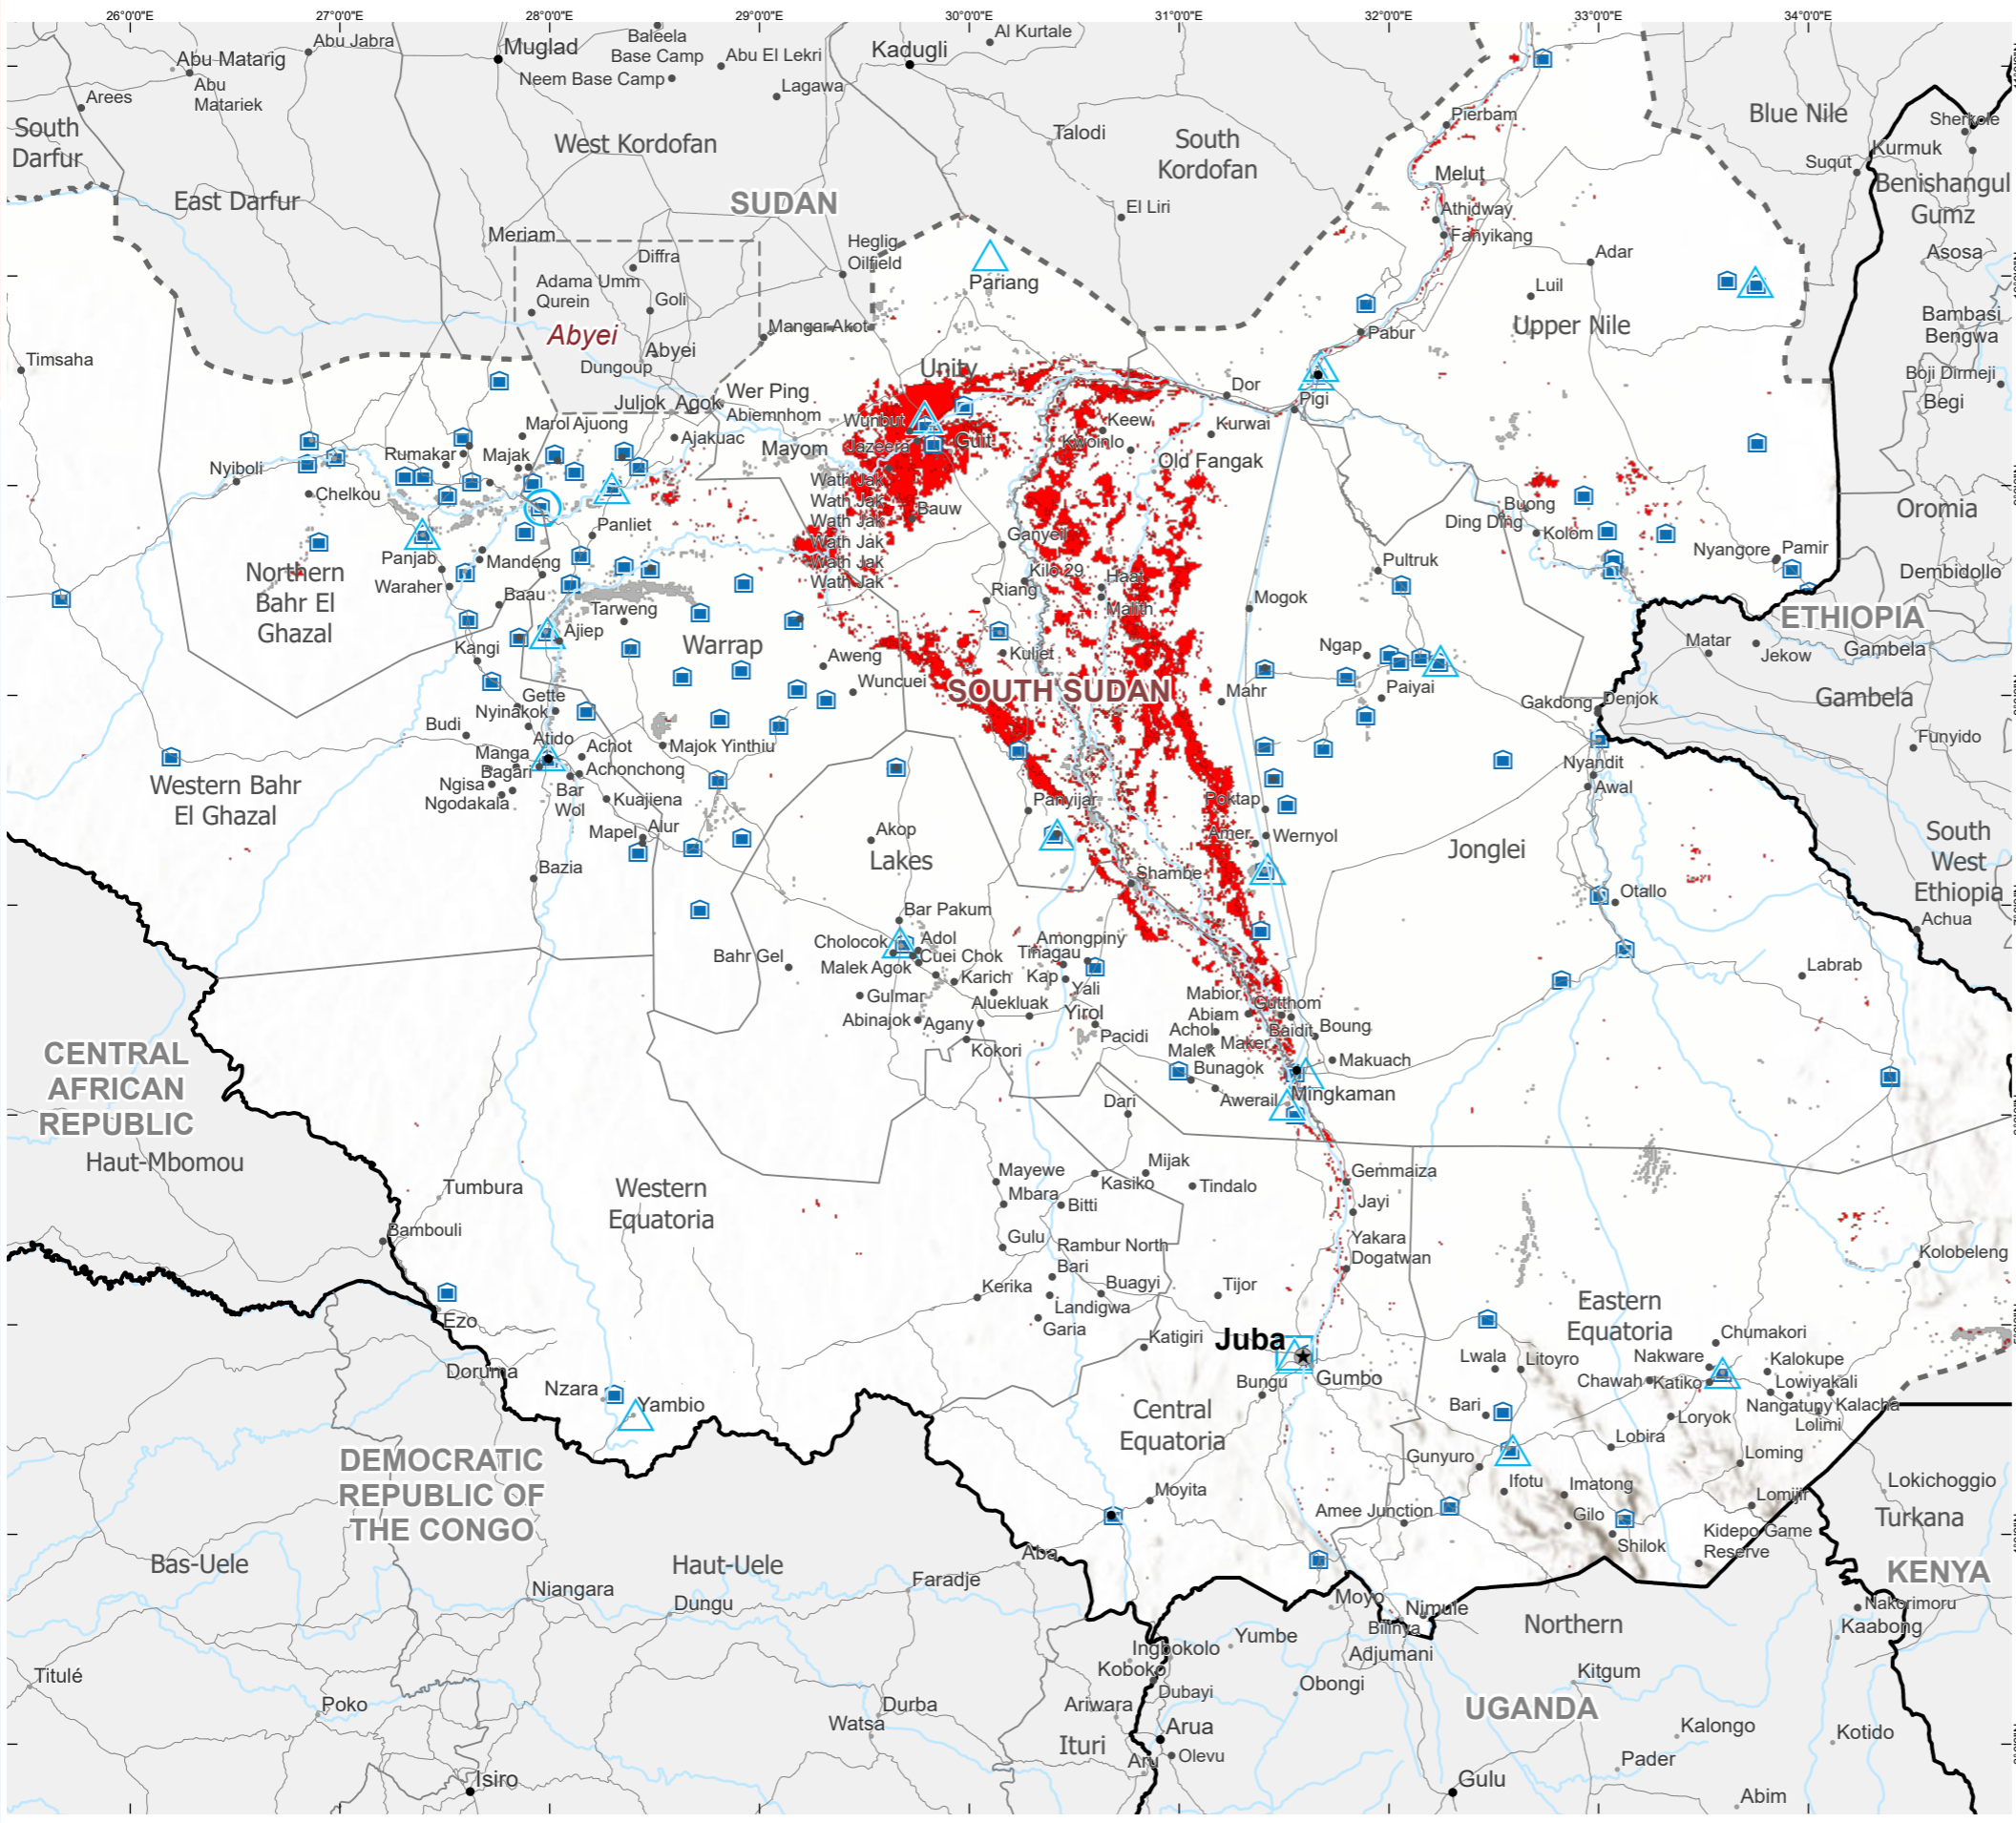 26°0'0"E
27°0'0"E
28°0'0"E
29°0'0"E
30°0'0"E
31°0'0"E
32°0'0"E
33°0'0"E
34°0'0"E
Abu Matarig
Abu Jabra
Muglad
Baleela
Base Camp
Neem Base Camp
Abu El Lekri
Kadugli
Al Kurtale
Abu
Matariek
Arees
Lagawa
South
Darfur
West Kordofan
Talodi
South
Kordofan
Pierbam
Blue Nile
Sherkole
Kurmuk
Suqut
East Darfur
SUDAN
El Liri
Melut
Athidway
Fanyikang
Benishangul
Gumz
Meriam
Diffra
Heglig
Oilfield
Adar
Asosa
Adama Umm
Qurein
Goli
Pariang
Luil
Abyei
Mangar Akot
Upper Nile
Bambasi
Bengwa
Timsaha
Abyei
Dungoup
Unity
Pabur
Boji Dirmeji
Begi
Juljok
Agok
Wer Ping
Abiemnhom
Dor
Pigi
Marol Ajuong
Ajakuac
Mayom
Wunbut
Jazeera
Guit
Keew
Kwoinlo
Kurwai
Nyiboli
Rumakar
Majak
Old Fangak
Chelkou
Wath Jak
Wath Jak
Wath Jak
Wath Jak
Wath Jak
Wath Jak
Bauw
Buong
Ding Ding
Kolom
Oromia
Panliet
Ganyeil
Nyangore
Pamir
Panjab
Mandeng
Pultruk
Northern
Bahr El
Ghazal
Waraher
Baau
Kilo 29
Haat
Riang
Malith
Dembidollo
Tarweng
Mogok
ETHIOPIA
Ajiep
Warrap
Kangi
Aweng
Kuljet
Ngap
Matar
Jekow
Gambela
Gette
Wuncuei
SOUTH SUDAN
Mahr
Paiyai
Gakdong
Denjok
Gambela
Nyinakok
Budi
Atido
Manga
Achot
Majok Yinthiu
Bagari
Achonchong
Nyandit
Funyido
Western Bahr
El Ghazal
Ngisa
Ngodakala
Bar
Wol
Kuajiena
Panyijar
Poktap
Awal
Mapel
Alur
Akop
Amer
Wernyol
Jonglei
South
West
Ethiopia
Bazia
Lakes
Shambe
Otallo
Achua
Bar Pakum
Cholocok
Adol
Cuei Chok
Amongpiny
Tinagau
Bahr Gel
Malek Agok
Karich
Kap
Yali
Labrab
Gulmar
Aluekluak
Mabior
Gutthom
Abinajok
Agany
Yirol
Abiam
Baidit
Boung
Pacidi
Achol
Maker
Kokori
Malek
Bunagok
Makuach
CENTRAL
AFRICAN
REPUBLIC
Haut-Mbomou
Dari
Awerail
Mingkaman
Tumbura
Western
Equatoria
Mayewe
Mijak
Gemmaiza
Mbara
Kasiko
Tindalo
Bitti
Jayi
Bambouli
Gulu
Rambur North
Yakara
Dogatwan
Kolobeleng
Bari
Kerika
Buagyi
Tijor
Landigwa
Eastern
Equatoria
Ezo
Garia
Katigiri
Juba
Chumakori
Doruma
Lwala
Litoyro
Nakware
Kalokupe
Nzara
Bungu
Gumbo
Chawah
Katiko
Lowiyakali
Yambio
Central
Equatoria
Bari
Loryok
Nangatuny
Kalacha
Lolimi
Lobira
DEMOCRATIC
REPUBLIC OF
THE CONGO
Gunyuro
Loming
Ifotu
Imatong
Lokichoggio
Moyita
Amee Junction
Gilo
Lomijir
Turkana
Bas-Uele
Haut-Uele
Aba
Shilok
Kidepo Game
Reserve
KENYA
Niangara
Faradje
Dungu
Moyo
Nimule
Bilinya
Northern
Nakorimoru
Kaabong
Ingbokolo
Yumbe
Adjumani
Titulé
Koboko
Kitgum
Poko
Durba
Ariwara
Dubayi
Obongi
UGANDA
Watsa
Ituri
Arua
Kalongo
Kotido
Aru
Olevu
Pader
Isiro
Gulu
Abim